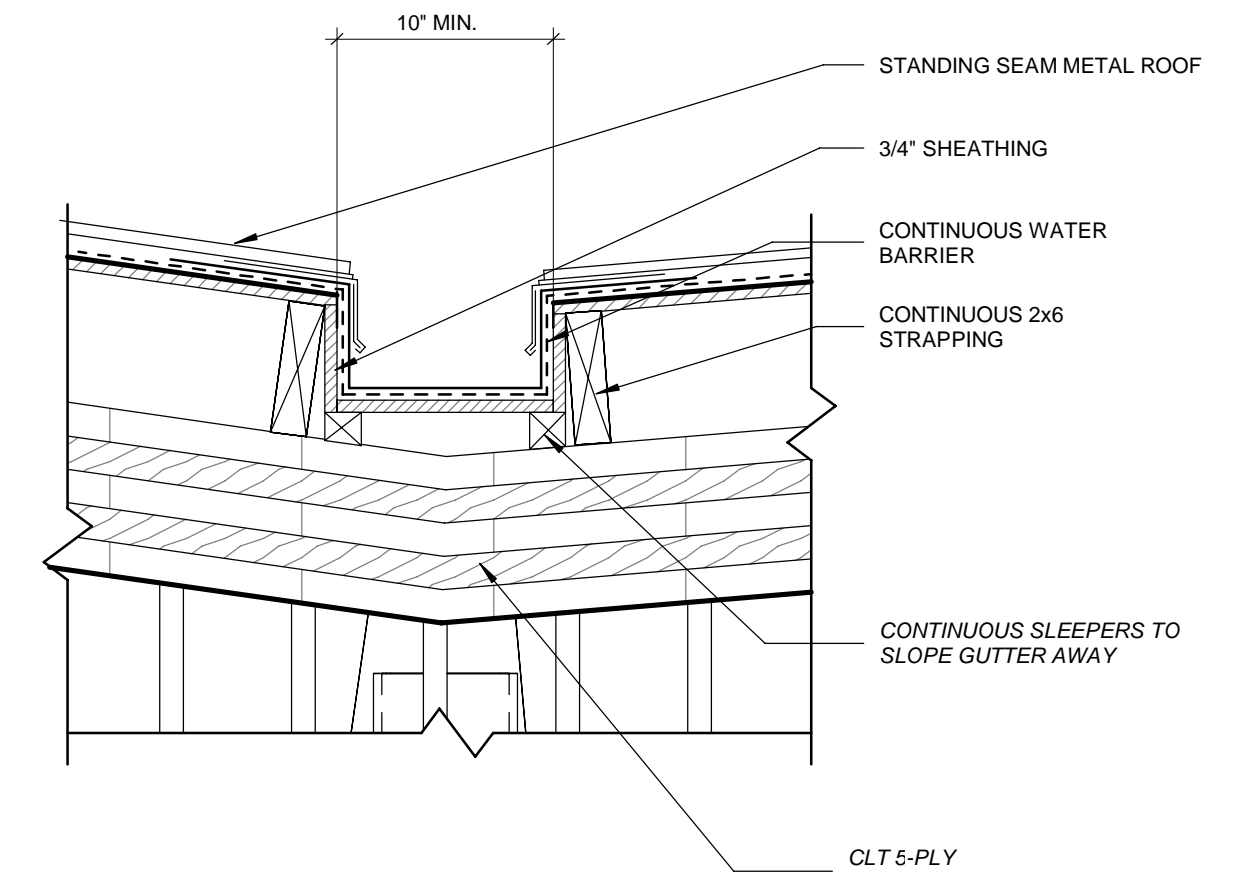 10" MIN.
STANDING SEAM METAL ROOF
3/4" SHEATHING
CONTINUOUS WATER
BARRIER
CONTINUOUS 2x6
STRAPPING
CONTINUOUS SLEEPERS TO
SLOPE GUTTER AWAY
CLT 5-PLY